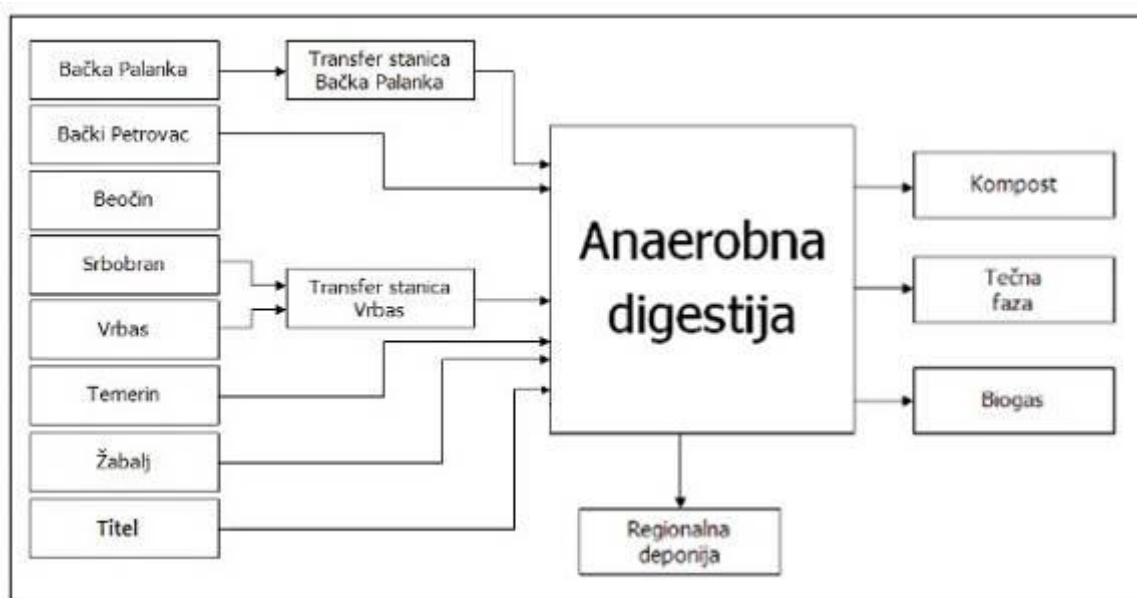 Bačka Palanka
Transfer stanica
Bačka Palanka
Bački Petrovac
Beočin
Srbobran
Transfer stanica
Vrbas
Vrbas
Temerin
Žabalj
Titel
Anaerobna
digestija
Kompost
Tečna
faza
Biogas
Regionalna
deponija